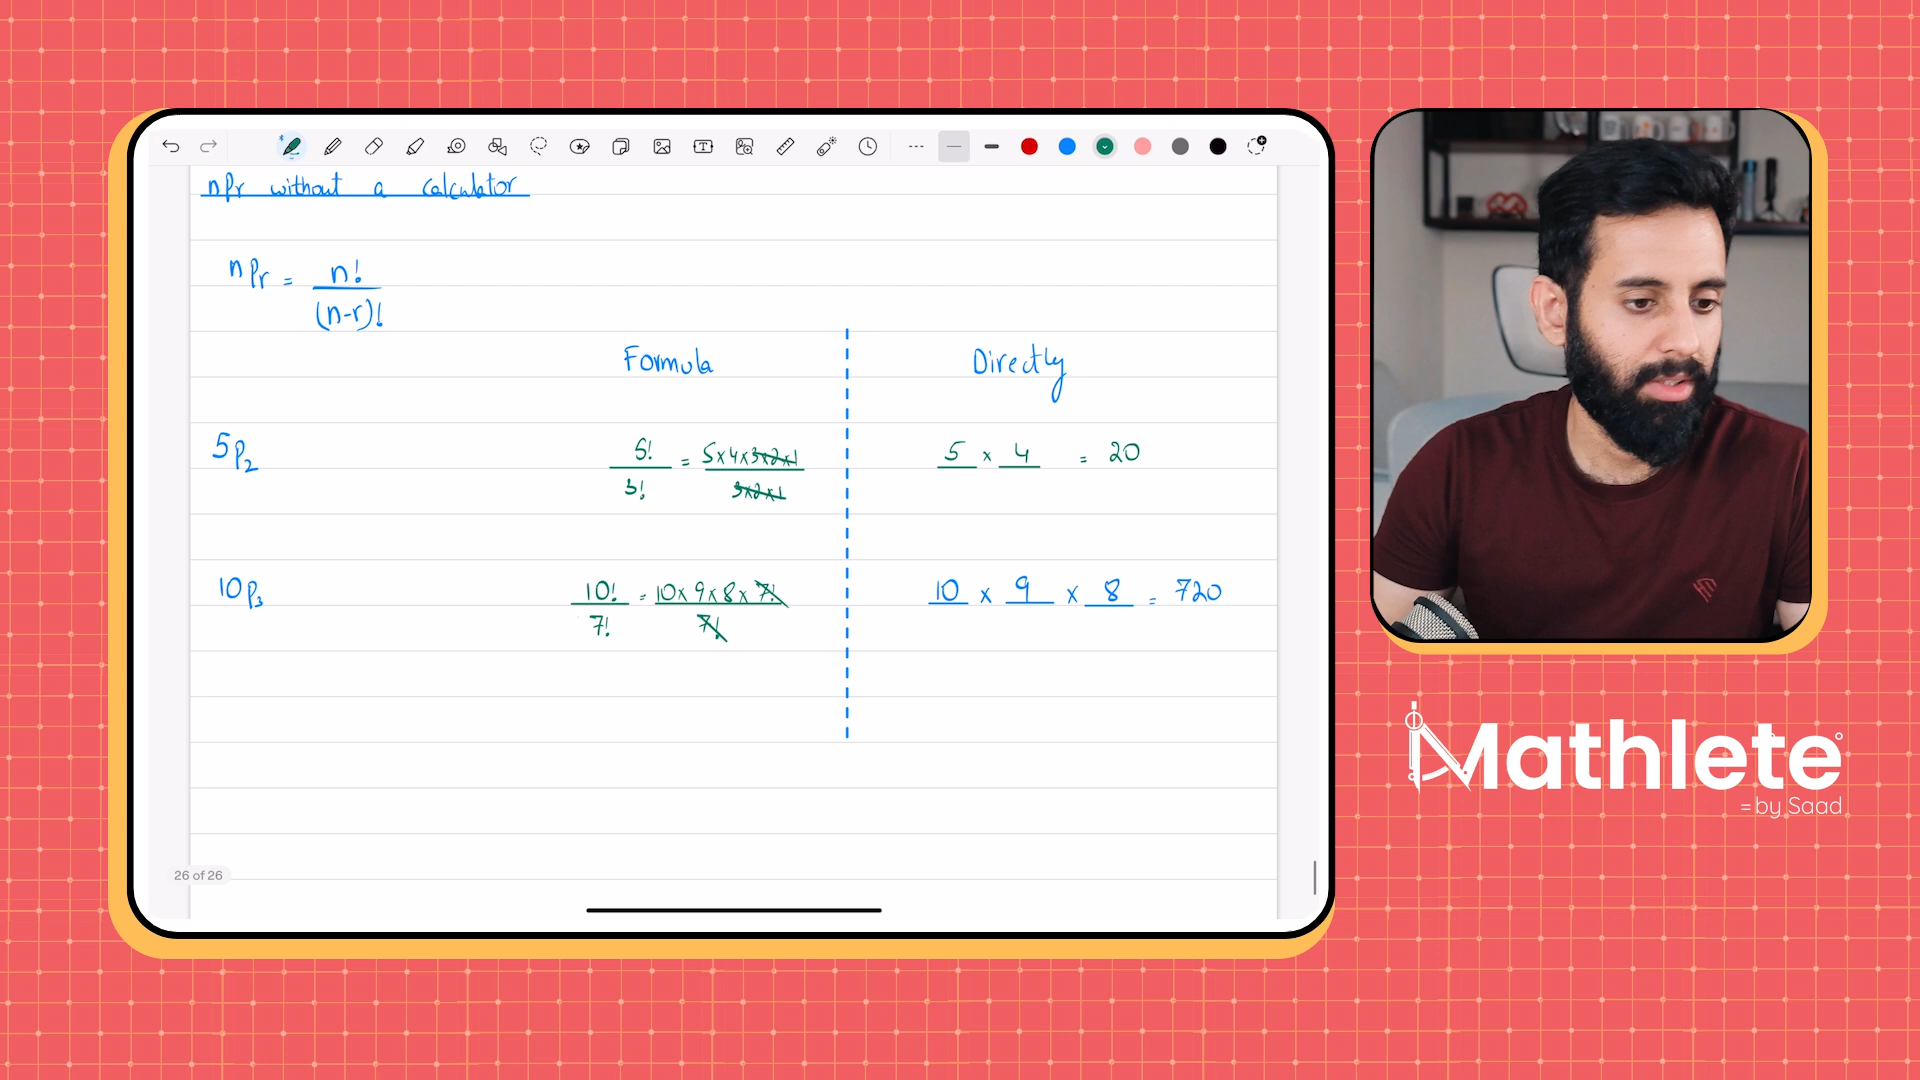 nPr without a calculator
nPr = n! / (n-r)!
Formula
Directly
5P2
5! / 3! = 5x4x3x2x1 / 3x2x1
5 x 4 = 20
10P3
10! / 7! = 10x9x8x7! / 7!
10 x 9 x 8 = 720
26 of 26
Mathlete
= by Saad